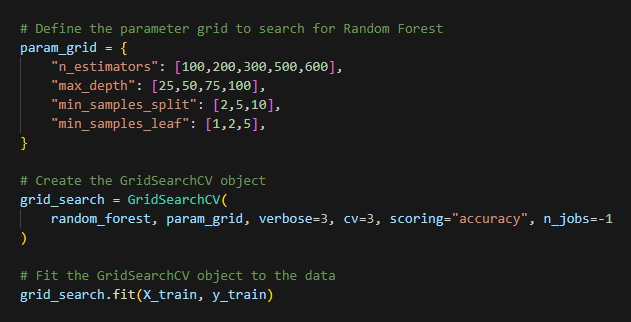 # Define the parameter grid to search for Random Forest
param_grid = {
    "n_estimators": [100,200,300,500,600],
    "max_depth": [25,50,75,100],
    "min_samples_split": [2,5,10],
    "min_samples_leaf": [1,2,5],
}
# Create the GridSearchCV object
grid_search = GridSearchCV(
    random_forest, param_grid, verbose=3, cv=3, scoring="accuracy", n_jobs=-1
)
# Fit the GridSearchCV object to the data
grid_search.fit(X_train, y_train)